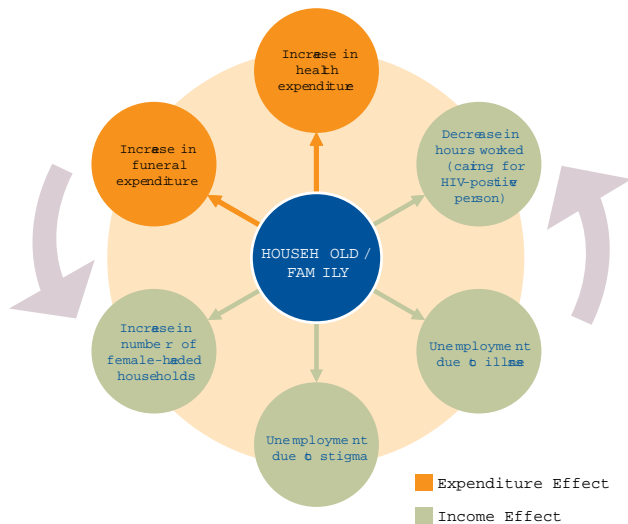 Increase in
health
expenditure
Increase in
funeral
expenditure
Decrease in
hours worked
(caring for
HIV-postive
person)
HOUSEHOLD /
FAMILY
Increase in
number of
female-headed
households
Unemployment
due to illness
Unemployment
due to stigma
Expenditure Effect
Income Effect